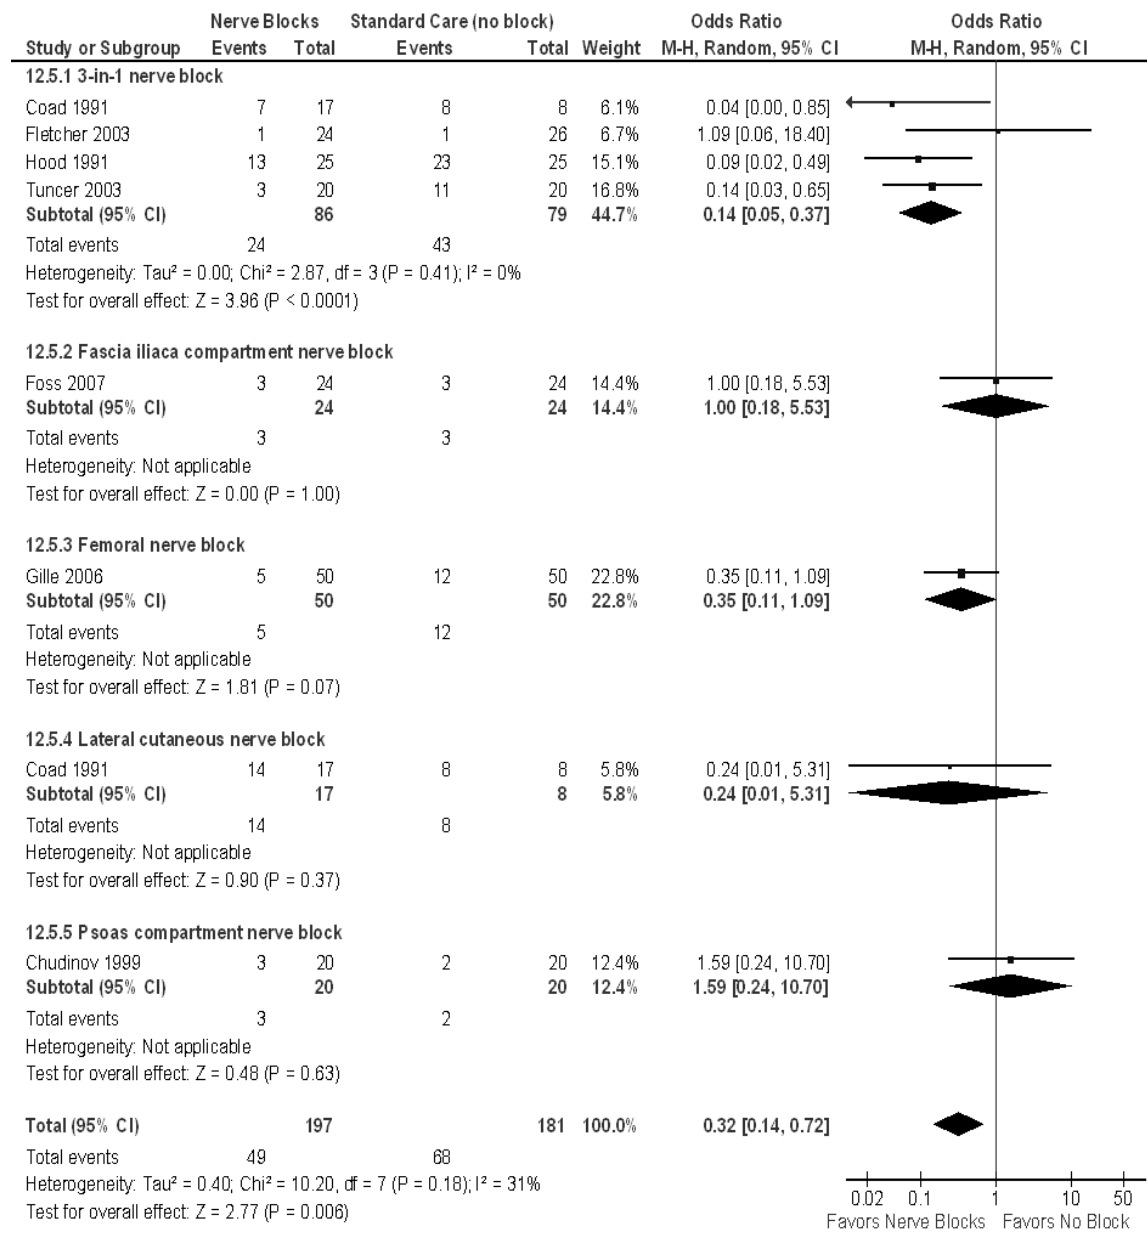 Nerve Blocks Standard Care (no block) Odds Ratio Odds Ratio
Study or Subgroup Events Total Events Total Weight M-H, Random, 95% CI M-H, Random, 95% CI
12.5.1 3-in-1 nerve block
Coad 1991 7 17 8 8 6.1% 0.04 [0.00, 0.85]
Fletcher 2003 1 24 1 26 6.7% 1.09 [0.06, 18.40]
Hood 1991 13 25 23 25 15.1% 0.09 [0.02, 0.49]
Tuncer 2003 3 20 11 20 16.8% 0.14 [0.03, 0.65]
Subtotal (95% CI) 86 79 44.7% 0.14 [0.05, 0.37]
Total events 24 43
Heterogeneity: Tau² = 0.00; Chi² = 2.87, df = 3 (P = 0.41); I² = 0%
Test for overall effect: Z = 3.96 (P < 0.0001)
12.5.2 Fascia iliaca compartment nerve block
Foss 2007 3 24 3 24 14.4% 1.00 [0.18, 5.53]
Subtotal (95% CI) 24 24 14.4% 1.00 [0.18, 5.53]
Total events 3 3
Heterogeneity: Not applicable
Test for overall effect: Z = 0.00 (P = 1.00)
12.5.3 Femoral nerve block
Gille 2006 5 50 12 50 22.8% 0.35 [0.11, 1.09]
Subtotal (95% CI) 50 50 22.8% 0.35 [0.11, 1.09]
Total events 5 12
Heterogeneity: Not applicable
Test for overall effect: Z = 1.81 (P = 0.07)
12.5.4 Lateral cutaneous nerve block
Coad 1991 14 17 8 8 5.8% 0.24 [0.01, 5.31]
Subtotal (95% CI) 17 8 5.8% 0.24 [0.01, 5.31]
Total events 14 8
Heterogeneity: Not applicable
Test for overall effect: Z = 0.90 (P = 0.37)
12.5.5 Psoas compartment nerve block
Chudinov 1999 3 20 2 20 12.4% 1.59 [0.24, 10.70]
Subtotal (95% CI) 20 20 12.4% 1.59 [0.24, 10.70]
Total events 3 2
Heterogeneity: Not applicable
Test for overall effect: Z = 0.48 (P = 0.63)
Total (95% CI) 197 181 100.0% 0.32 [0.14, 0.72]
Total events 49 68
Heterogeneity: Tau² = 0.40; Chi² = 10.20, df = 7 (P = 0.18); I² = 31%
Test for overall effect: Z = 2.77 (P = 0.006)
0.02 0.1 1 10 50
Favors Nerve Blocks Favors No Block